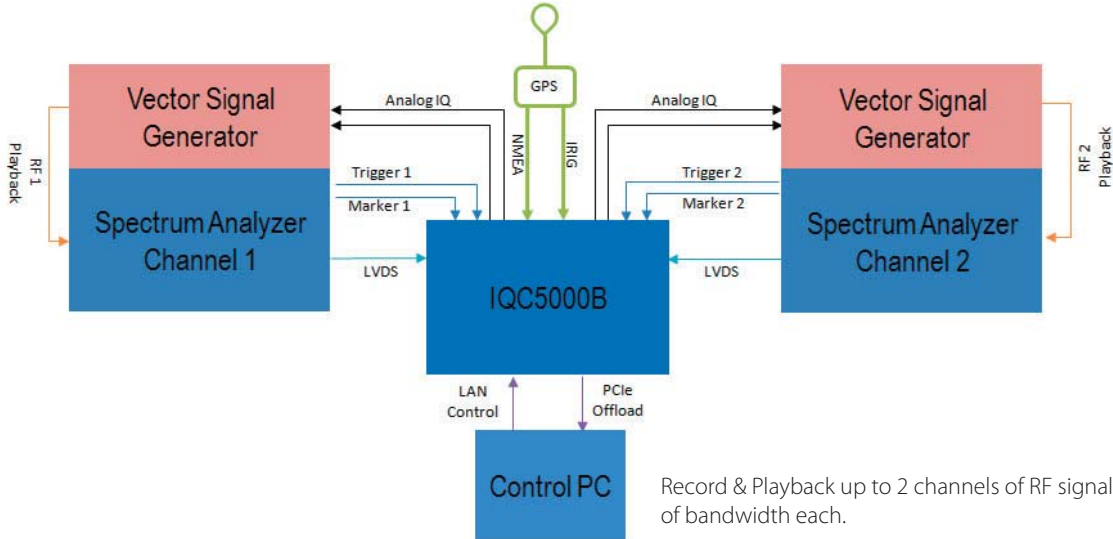 GPS
Analog IQ
Analog IQ
Vector Signal
Generator
Vector Signal
Generator
RF 1
Playback
RF 2
Playback
NMEA
IRIG
Trigger 1
Marker 1
Trigger 2
Marker 2
Spectrum Analyzer
Channel 1
Spectrum Analyzer
Channel 2
LVDS
LVDS
IQC5000B
LAN
Control
PCIe
Offload
Control PC
Record & Playback up to 2 channels of RF signal
of bandwidth each.